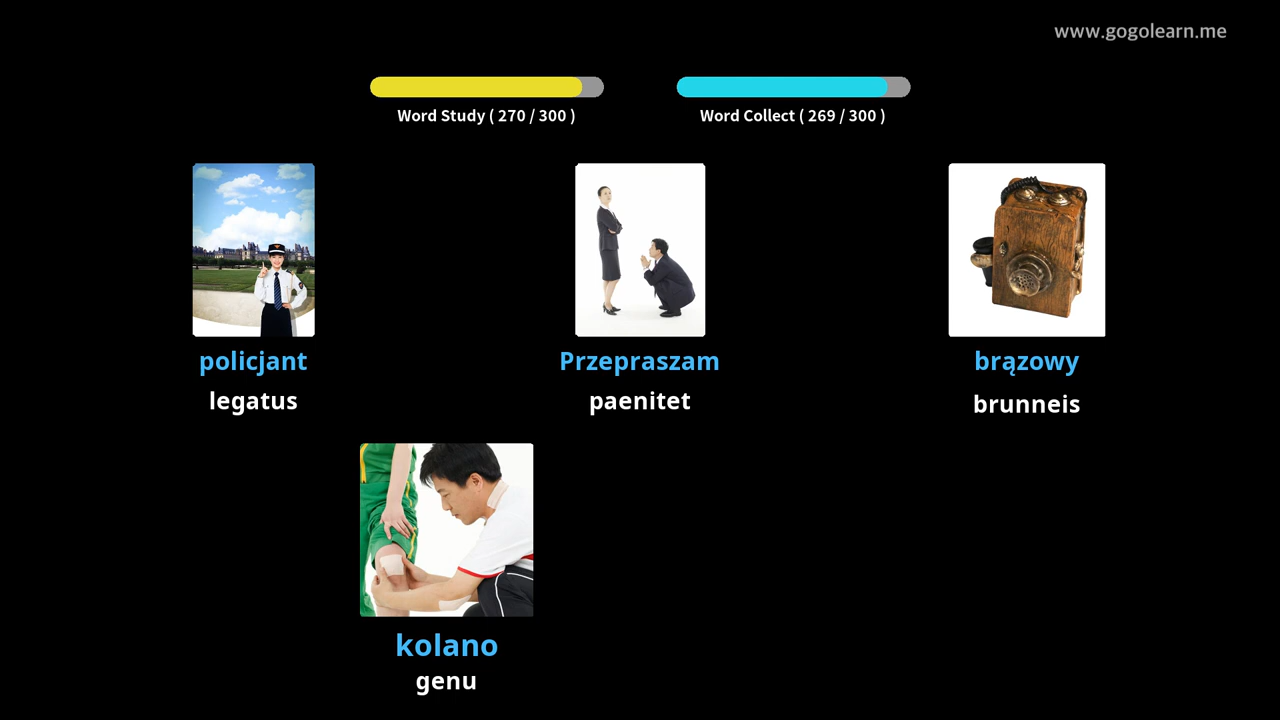 www.gogolearn.me
Word Study ( 270 / 300 )
Word Collect ( 269 / 300 )
policjant
legatus
Przepraszam
paenitet
brązowy
brunneis
kolano
genu